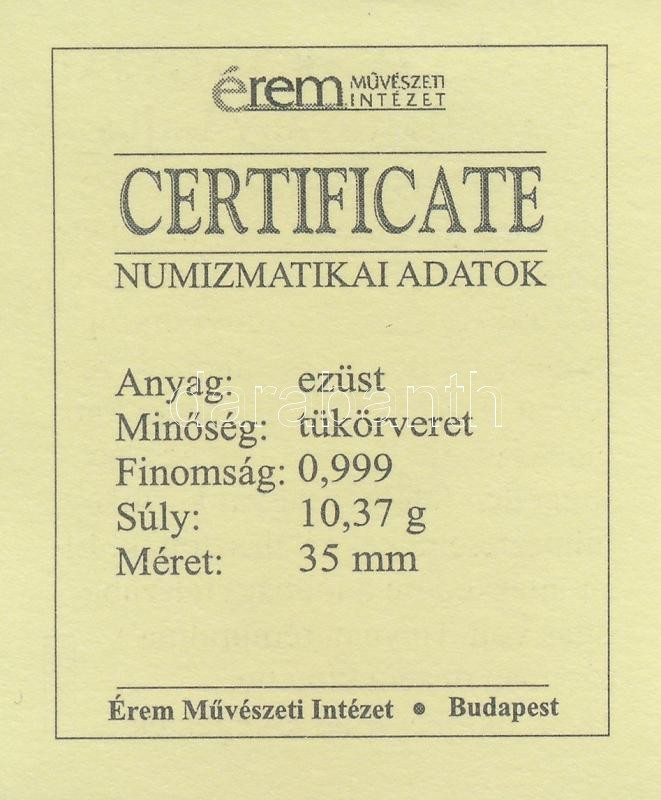 érem MŰVÉSZETI
INTÉZET
CERTIFICATE
NUMIZMATIKAI ADATOK
Anyag: ezüst
Minőség: tükörveret
Finomság: 0,999
Súly: 10,37 g
Méret: 35 mm
darabanth
Érem Művészeti Intézet • Budapest